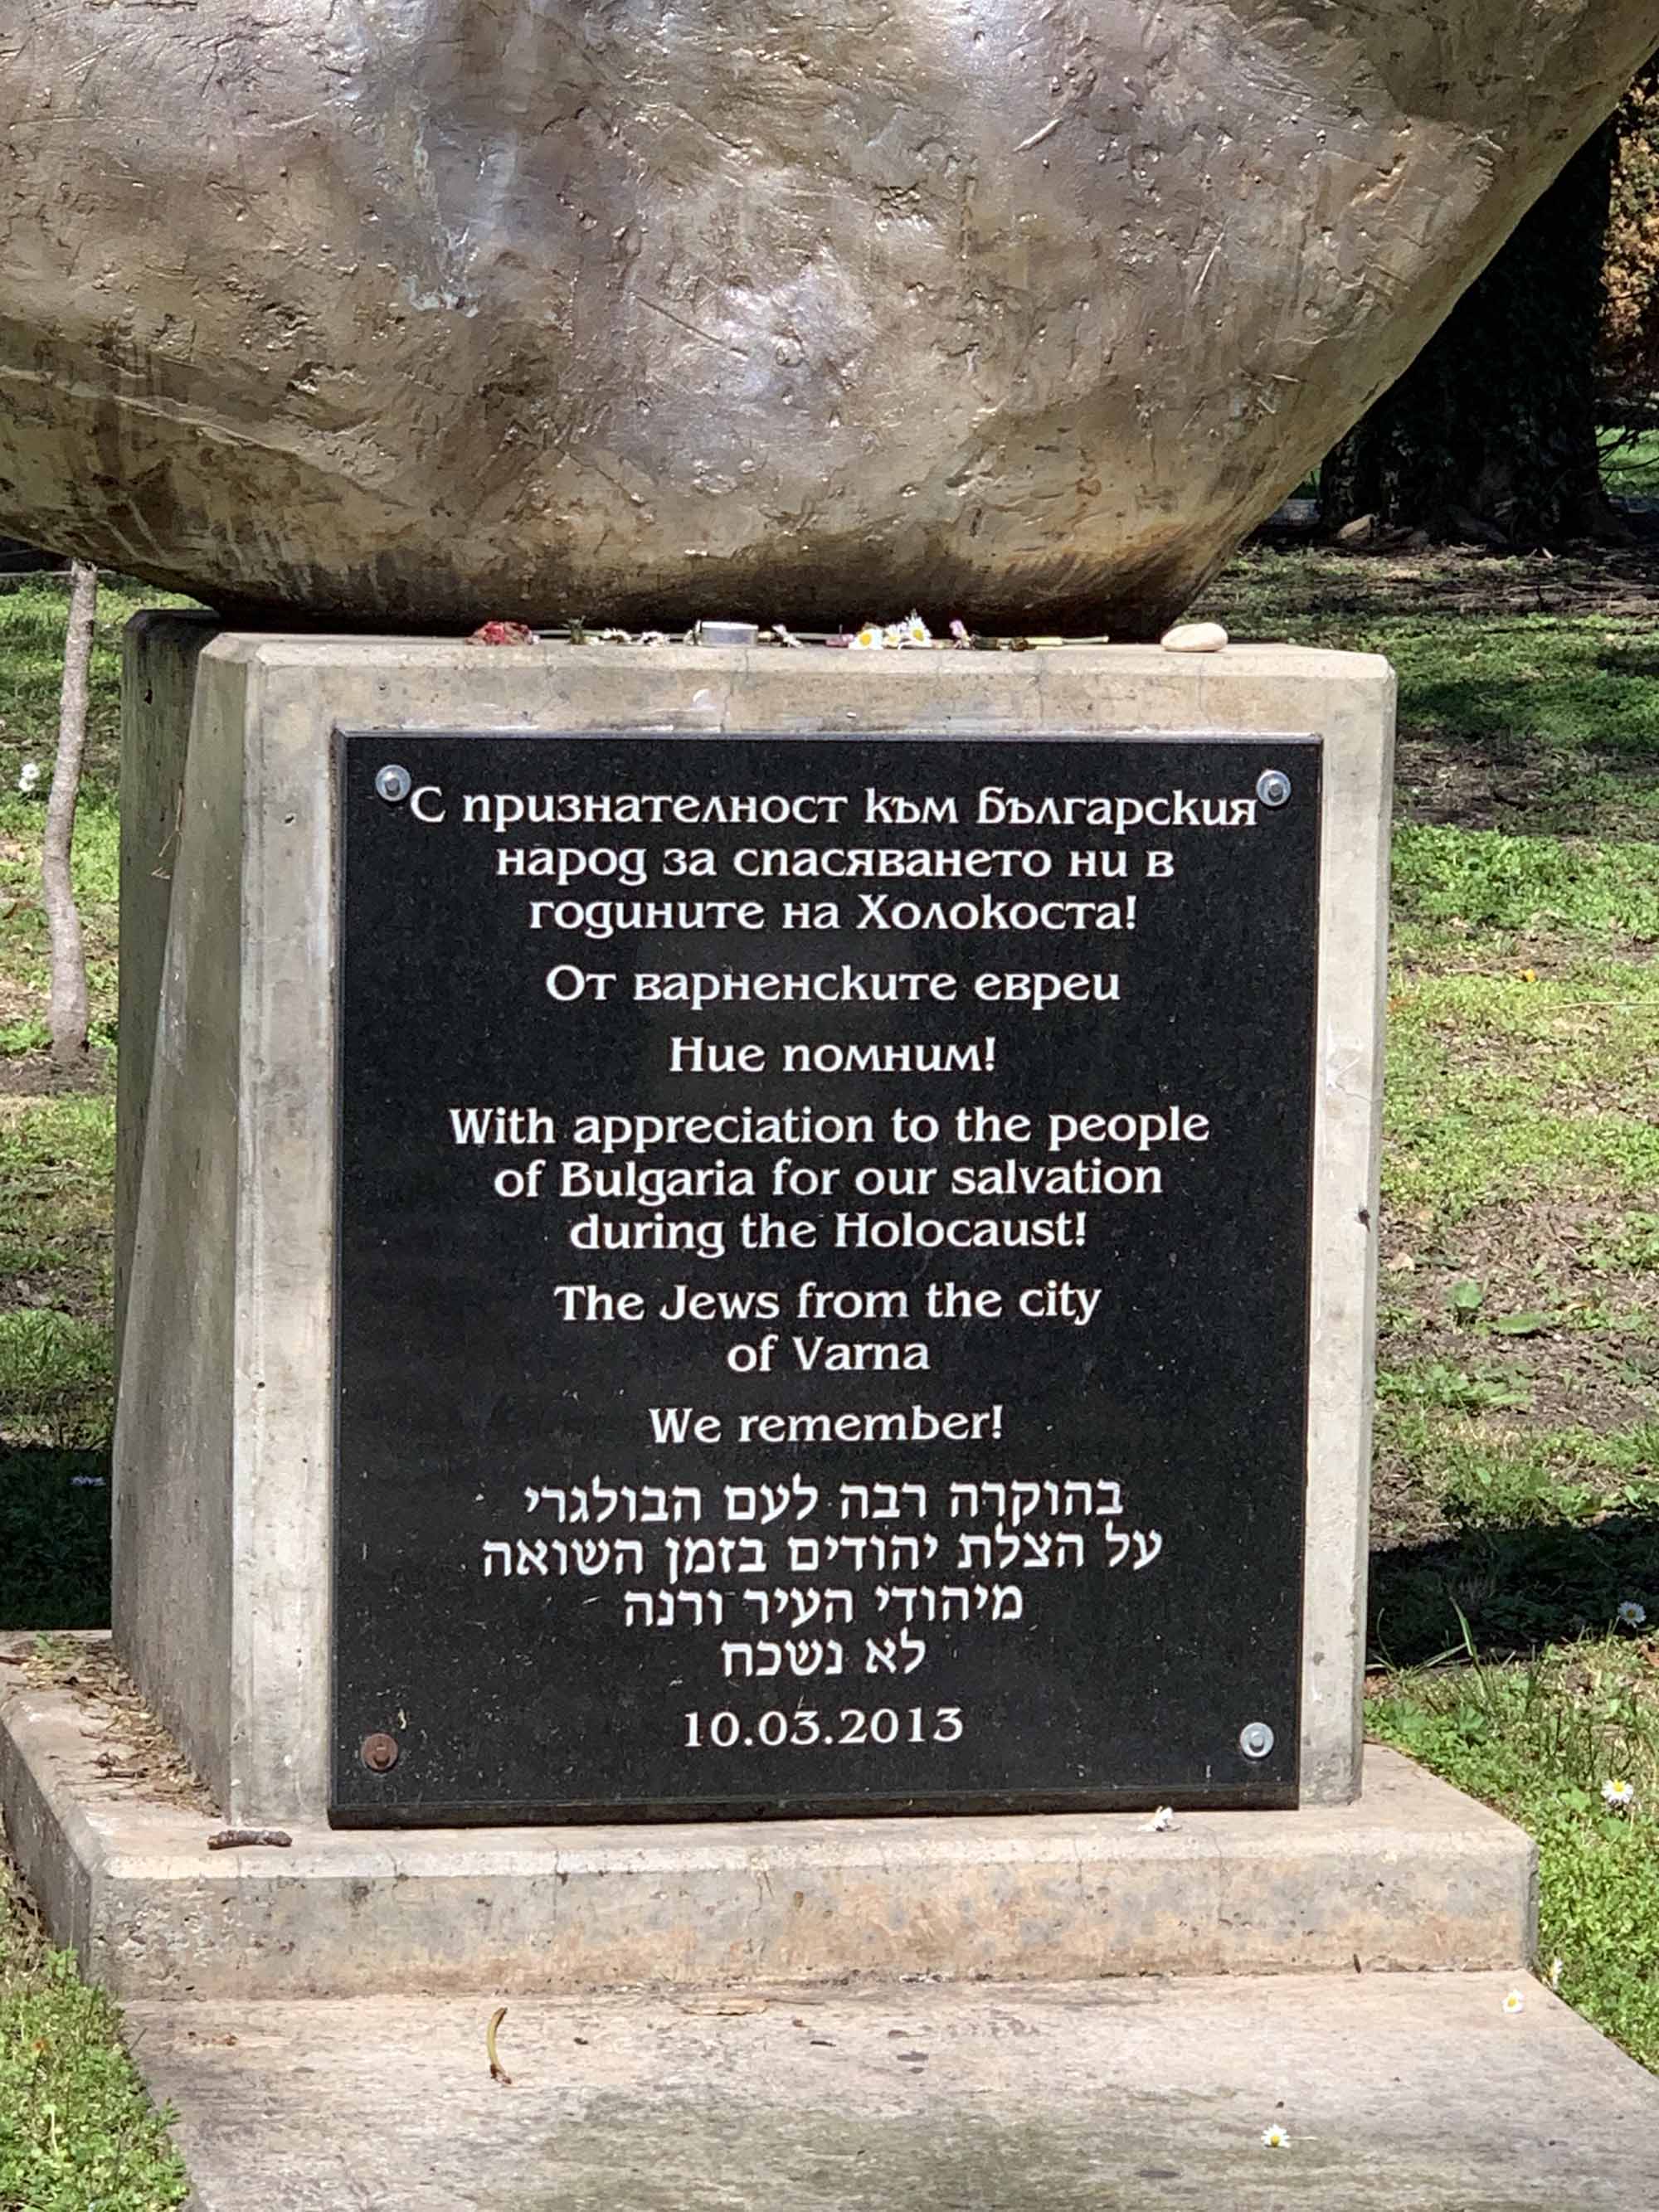 С признателност към българския
народ за спасяването ни в
годините на Холокоста!
От варненските евреи
Ние помним!
With appreciation to the people
of Bulgaria for our salvation
during the Holocaust!
The Jews from the city
of Varna
We remember!
בהוקרה רבה לעם הבולגרי
על הצלת יהודים בזמן השואה
מיהודי העיר ורנה
לא נשכח
10.03.2013